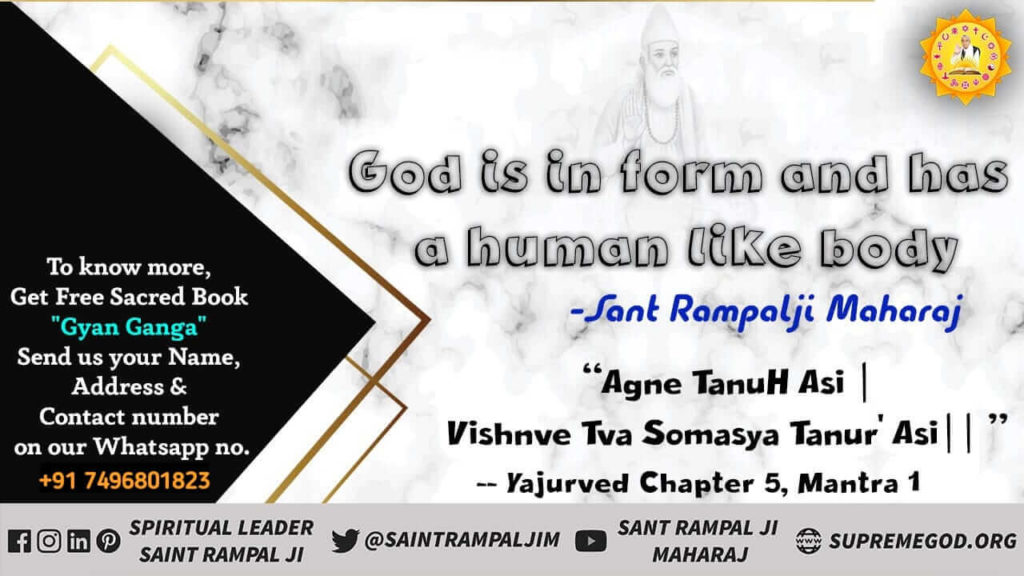 God is in form and has
a human like body
-Sant Rampalji Maharaj
“Agne TanuH Asi |
Vishnve Tva Somasya Tanur' Asi|| ”
-- Yajurved Chapter 5, Mantra 1
To know more,
Get Free Sacred Book
"Gyan Ganga"
Send us your Name,
Address &
Contact number
on our Whatsapp no.
+91 7496801823
SPIRITUAL LEADER
SAINT RAMPAL JI
@SAINTRAMPALJIM
SANT RAMPAL JI
MAHARAJ
SUPREMEGOD.ORG